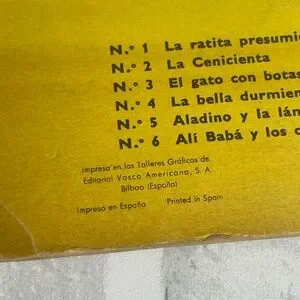 N.º 1 La ratita presumi
N.º 2 La Cenicienta
N.º 3 El gato con botas
N.º 4 La bella durmien
N.º 5 Aladino y la lám
N.º 6 Alí Babá y los c
Impreso en los Talleres Gráficos de
Editorial Vasco Americana, S. A.
Bilbao (España)
Impreso en España Printed in Spain